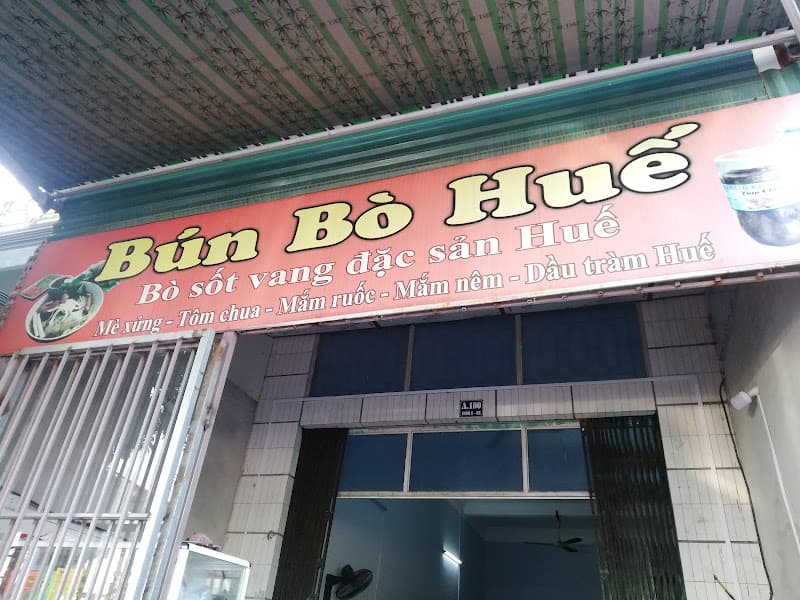 Bún Bò Huế
Bò sốt vang đặc sản Huế
Mè xửng - Tôm chua - Mắm ruốc - Mắm nêm - Dầu tràm Huế
A.100